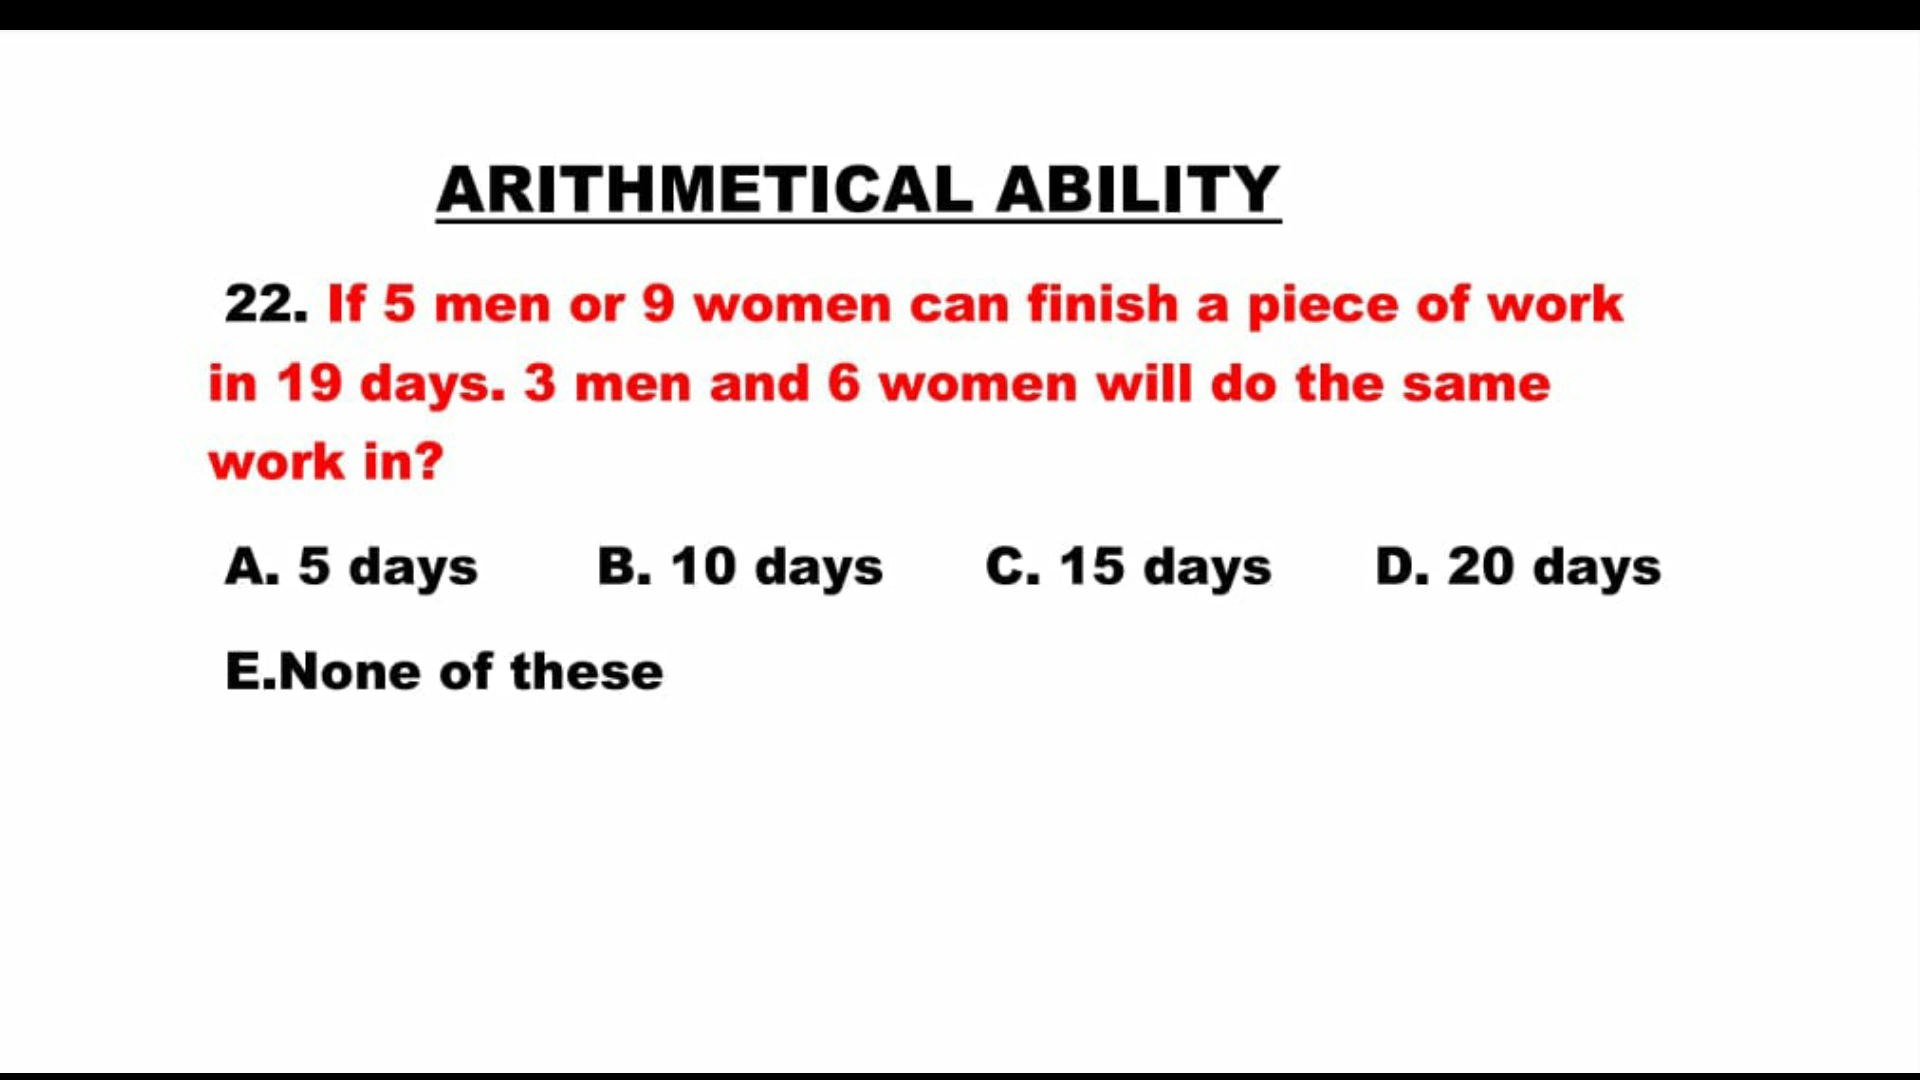 ARITHMETICAL ABILITY
22. If 5 men or 9 women can finish a piece of work
in 19 days. 3 men and 6 women will do the same
work in?
A. 5 days B. 10 days C. 15 days D. 20 days
E.None of these